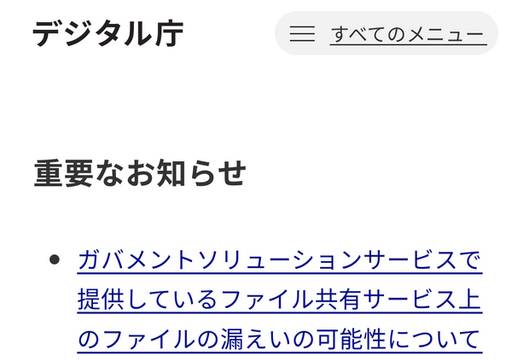 デジタル庁
すべてのメニュー
重要なお知らせ
ガバメントソリューションサービスで
提供しているファイル共有サービス上
のファイルの漏えいの可能性について